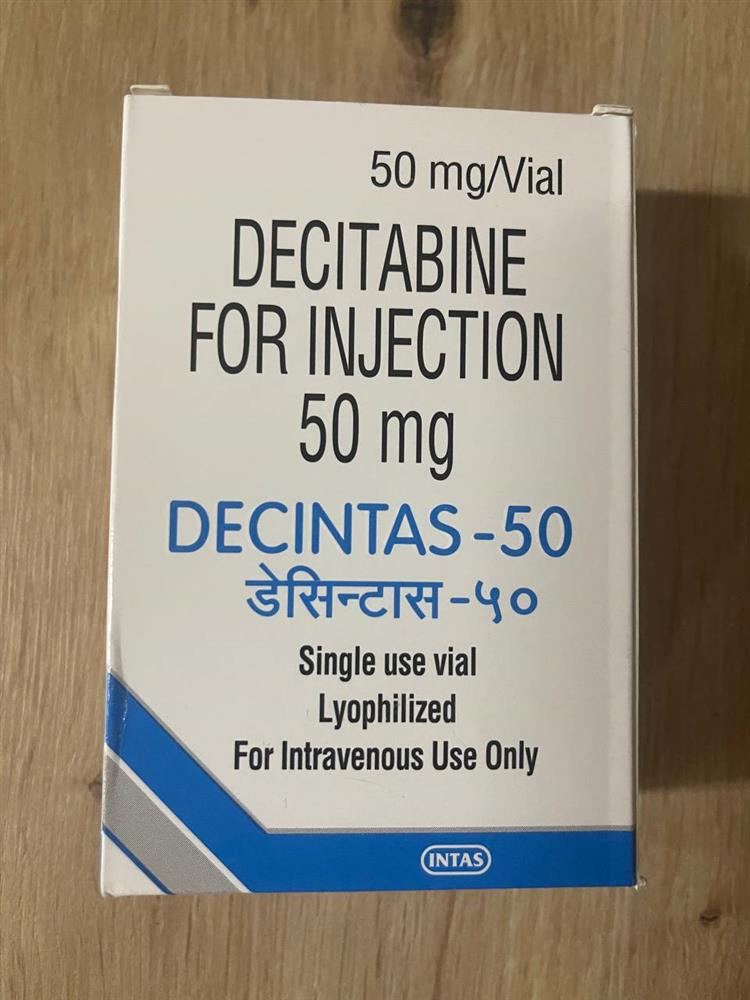 50 mg/Vial
DECITABINE
FOR INJECTION
50 mg
DECINTAS-50
डेसिन्टास-५०
Single use vial
Lyophilized
For Intravenous Use Only
INTAS